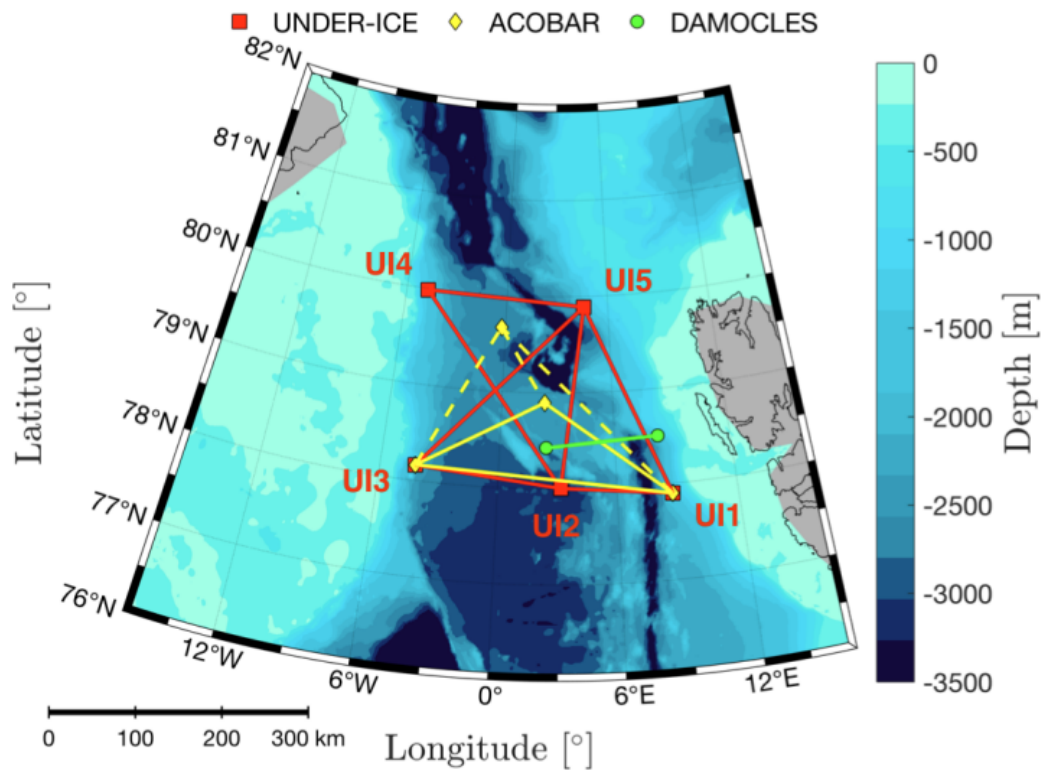 UNDER-ICE ACOBAR DAMOCLES
82°N
81°N
80°N
79°N
78°N
77°N
76°N
Latitude [°]
UI4
UI5
UI3
UI2
UI1
12°W
6°W
0°
6°E
12°E
Longitude [°]
0 100 200 300 km
0
-500
-1000
-1500
-2000
-2500
-3000
-3500
Depth [m]